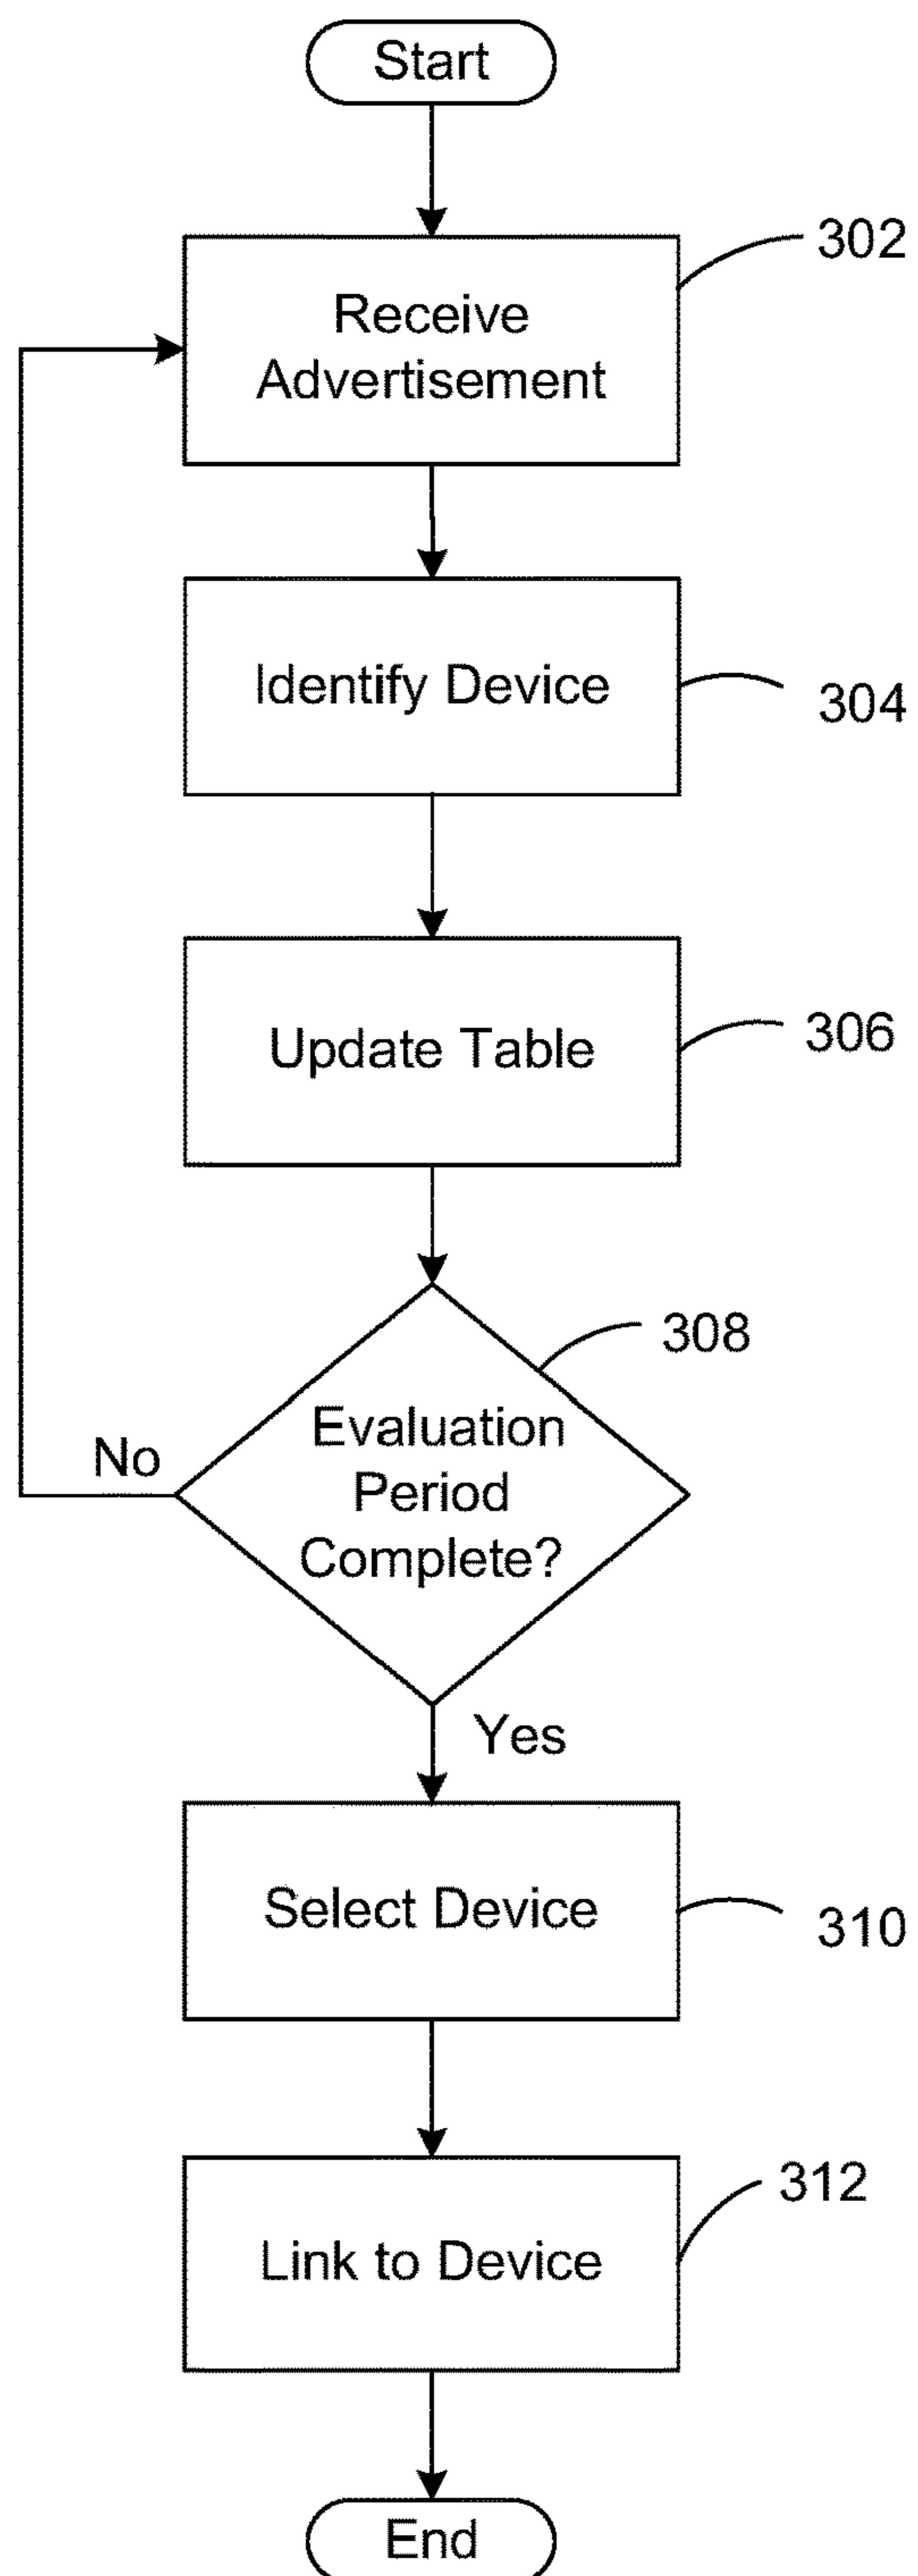 Start
302
Receive
Advertisement
Identify Device
304
Update Table
306
308
Evaluation
Period
Complete?
No
Yes
Select Device
310
312
Link to Device
End